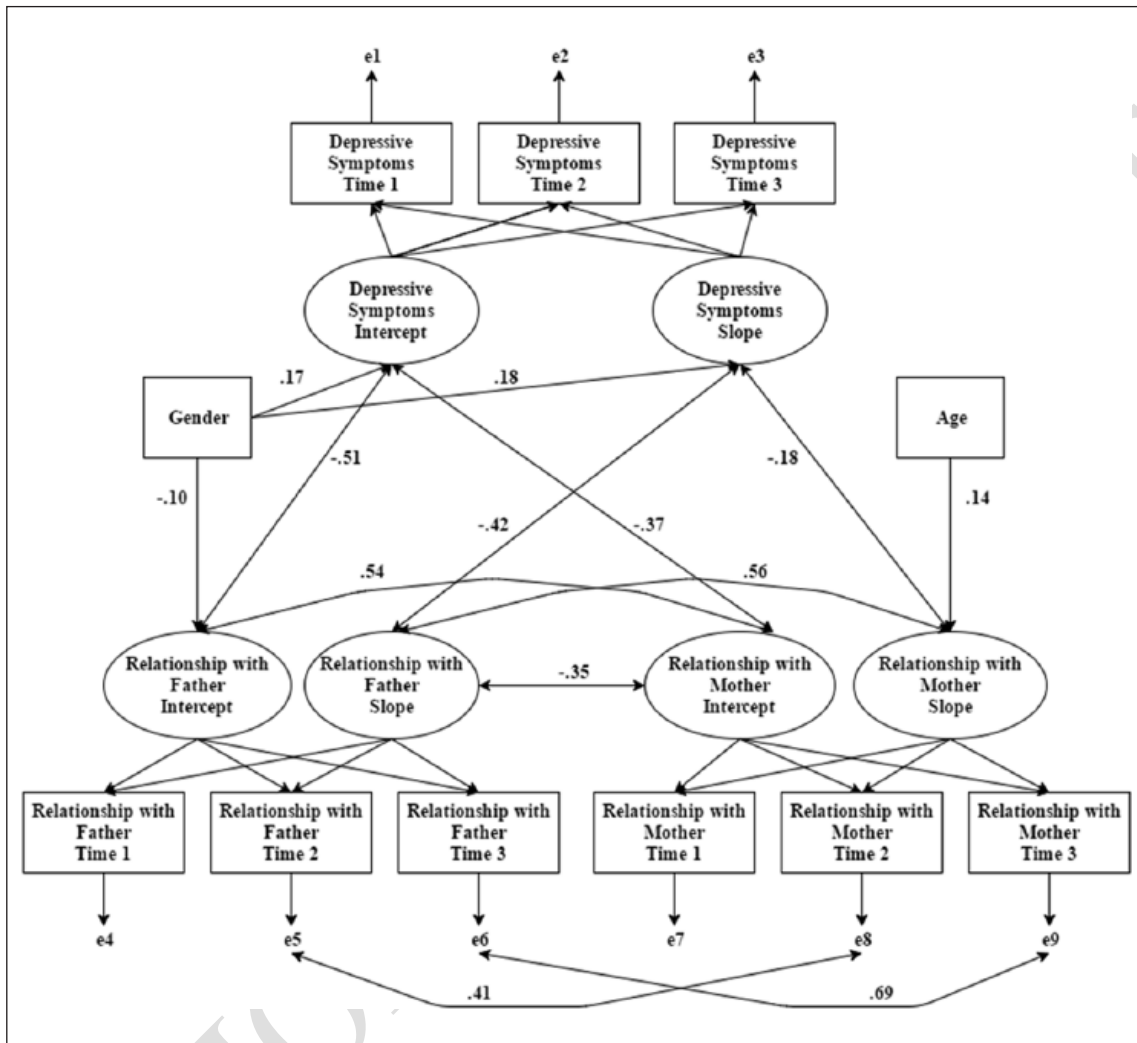 e1 e2 e3
Depressive
Symptoms
Time 1
Depressive
Symptoms
Time 2
Depressive
Symptoms
Time 3
Depressive
Symptoms
Intercept
Depressive
Symptoms
Slope
.17
.18
Gender
Age
-.51
-.18
-.10
.14
-.42
-.37
.54
.56
Relationship with
Father
Intercept
Relationship with
Father
Slope
-.35
Relationship with
Mother
Intercept
Relationship with
Mother
Slope
Relationship with
Father
Time 1
Relationship with
Father
Time 2
Relationship with
Father
Time 3
Relationship with
Mother
Time 1
Relationship with
Mother
Time 2
Relationship with
Mother
Time 3
e4 e5 e6 e7 e8 e9
.41
.69